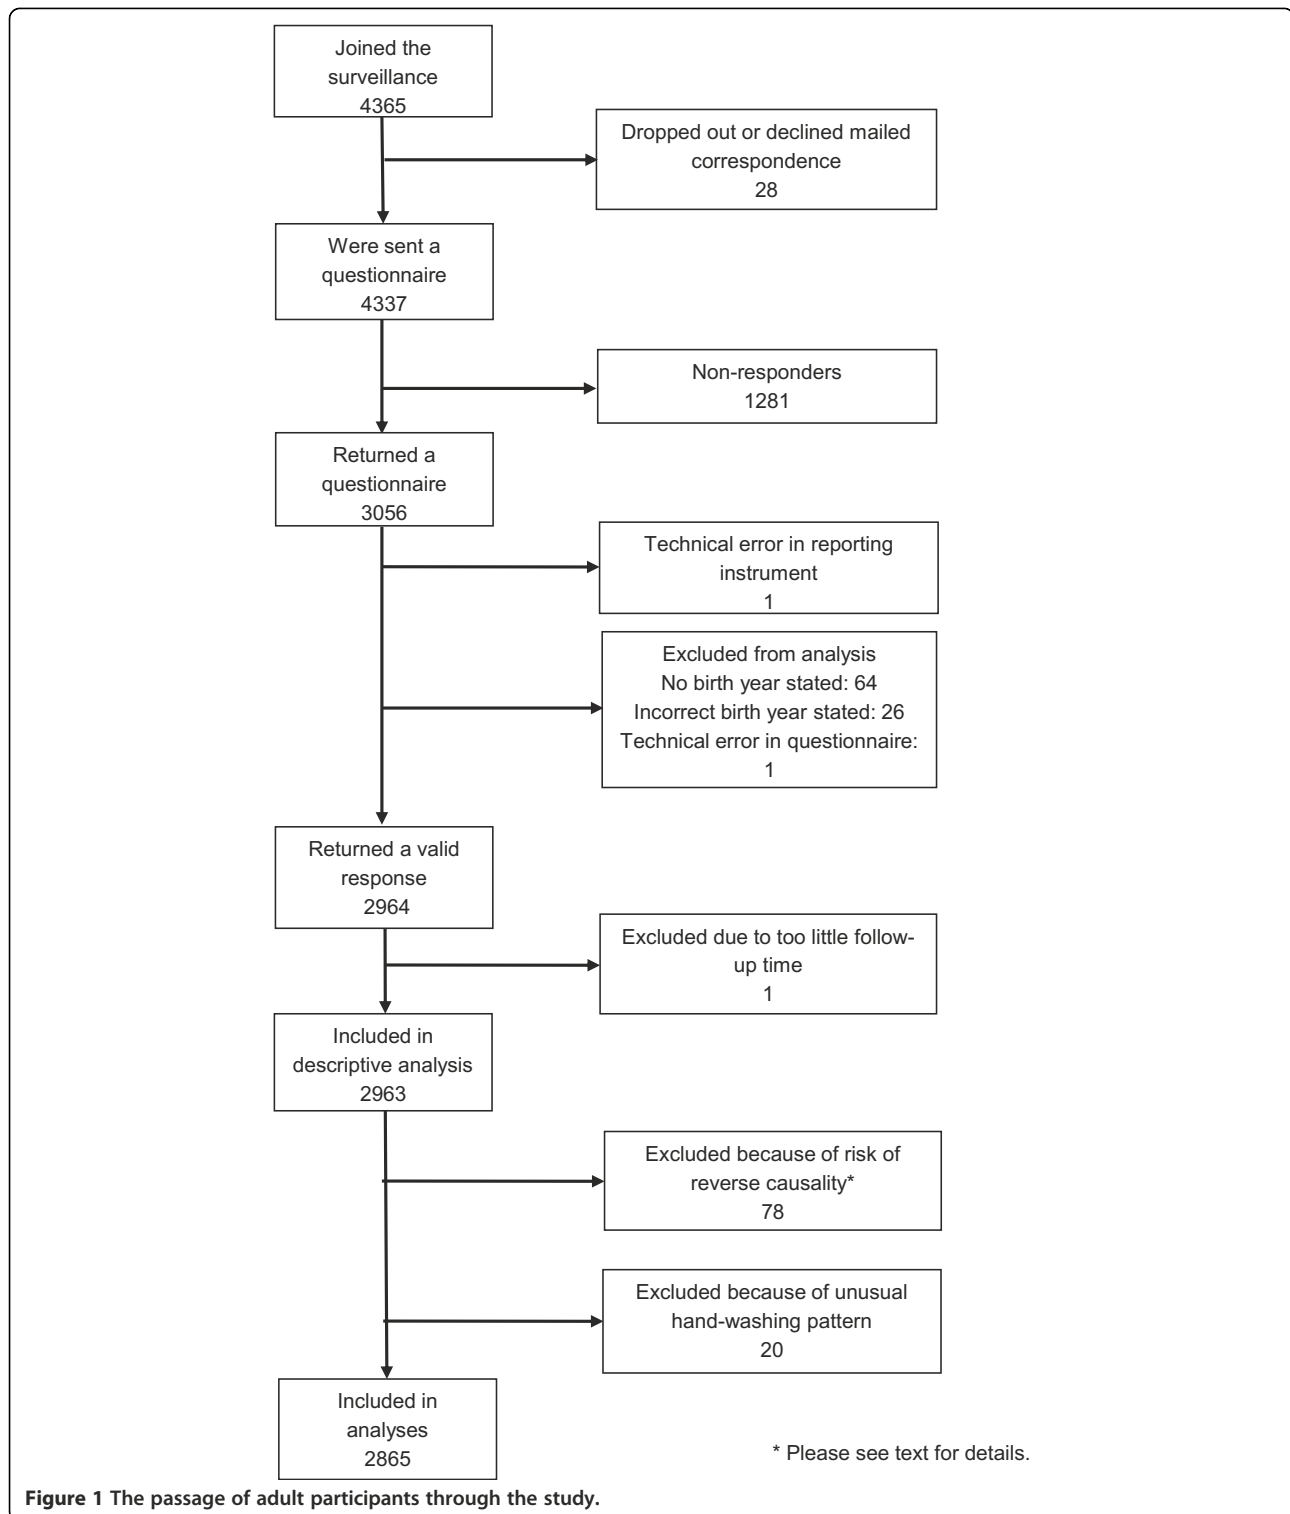 Joined the
surveillance
4365
Dropped out or declined mailed
correspondence
28
Were sent a
questionnaire
4337
Non-responders
1281
Returned a
questionnaire
3056
Technical error in reporting
instrument
1
Excluded from analysis
No birth year stated: 64
Incorrect birth year stated: 26
Technical error in questionnaire:
1
Returned a valid
response
2964
Excluded due to too little follow-
up time
1
Included in
descriptive analysis
2963
Excluded because of risk of
reverse causality*
78
Excluded because of unusual
hand-washing pattern
20
Included in
analyses
2865
* Please see text for details.
Figure 1 The passage of adult participants through the study.